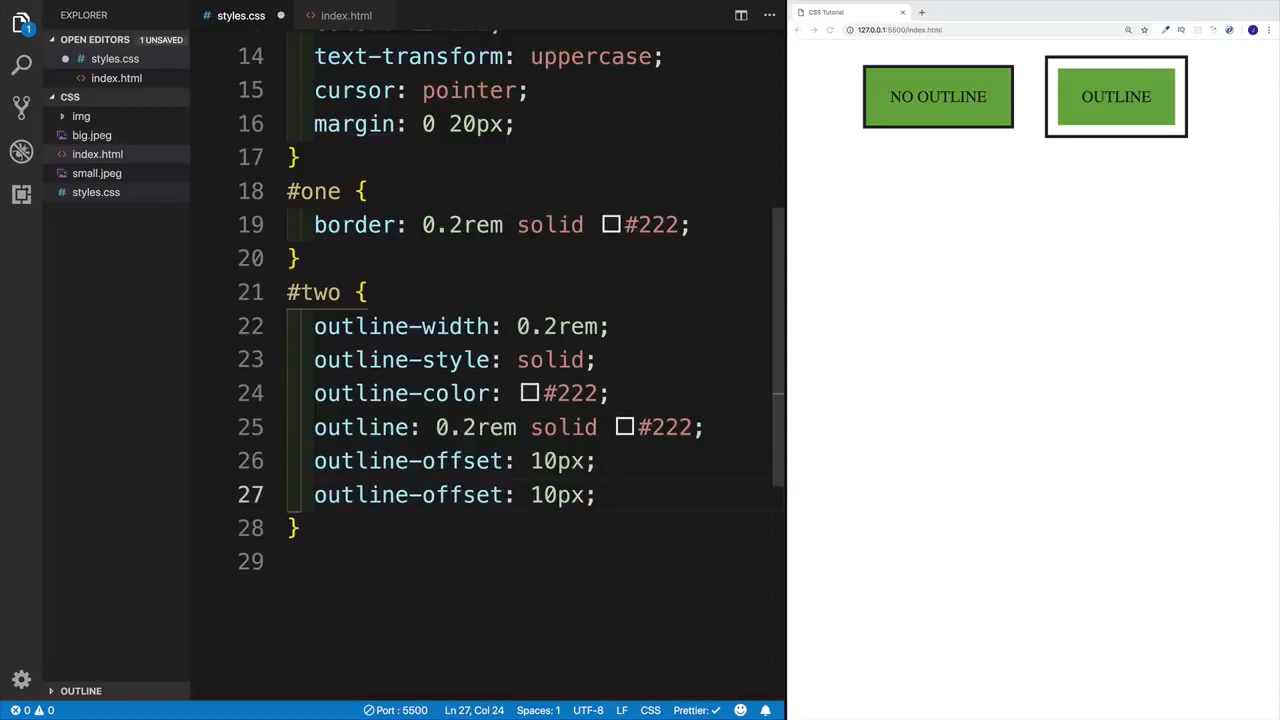 EXPLORER
OPEN EDITORS 1 UNSAVED
# styles.css
<> index.html
CSS
img
big.jpeg
<> index.html
small.jpeg
# styles.css
OUTLINE
1
# styles.css
<> index.html
14 text-transform: uppercase;
15 cursor: pointer;
16 margin: 0 20px;
17 }
18 #one {
19 border: 0.2rem solid #222;
20 }
21 #two {
22 outline-width: 0.2rem;
23 outline-style: solid;
24 outline-color: #222;
25 outline: 0.2rem solid #222;
26 outline-offset: 10px;
27 outline-offset: 10px;
28 }
29
0 0
Port : 5500
Ln 27, Col 24
Spaces: 1
UTF-8
LF
CSS
Prettier: ✓
CSS Tutorial
127.0.0.1:5500/index.html
NO OUTLINE
OUTLINE